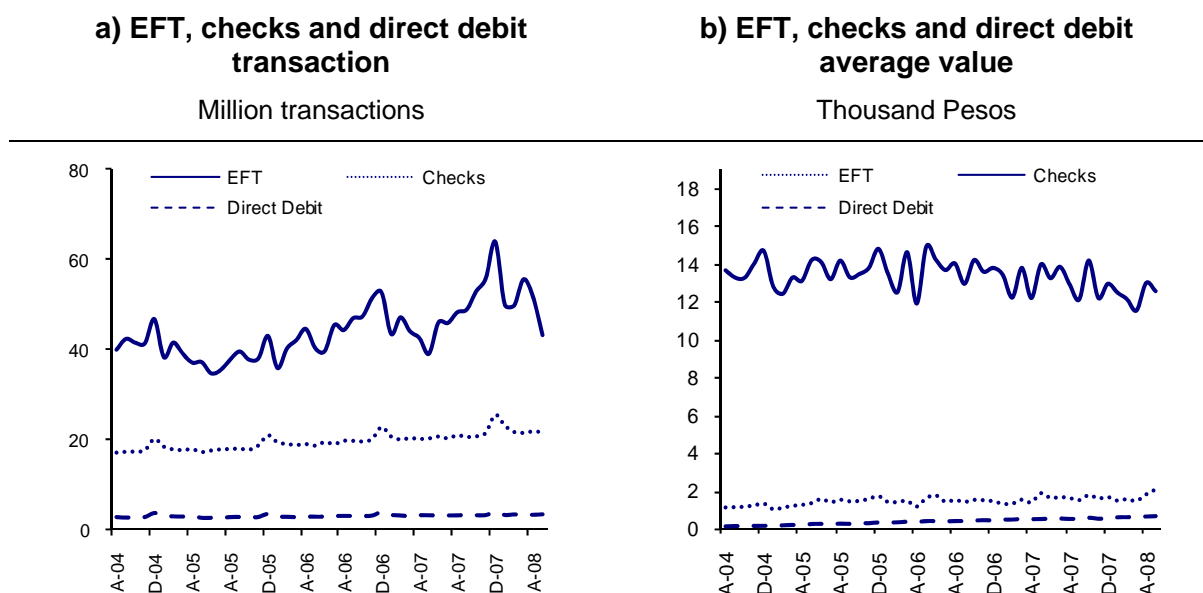 a) EFT, checks and direct debit
transaction
Million transactions
b) EFT, checks and direct debit
average value
Thousand Pesos
80
60
40
20
0
EFT
Checks
Direct Debit
A-04
D-04
A-05
A-05
D-05
A-06
A-06
D-06
A-07
A-07
D-07
A-08
18
16
14
12
10
8
6
4
2
0
EFT
Checks
Direct Debit
A-04
D-04
A-05
A-05
D-05
A-06
A-06
D-06
A-07
A-07
D-07
A-08